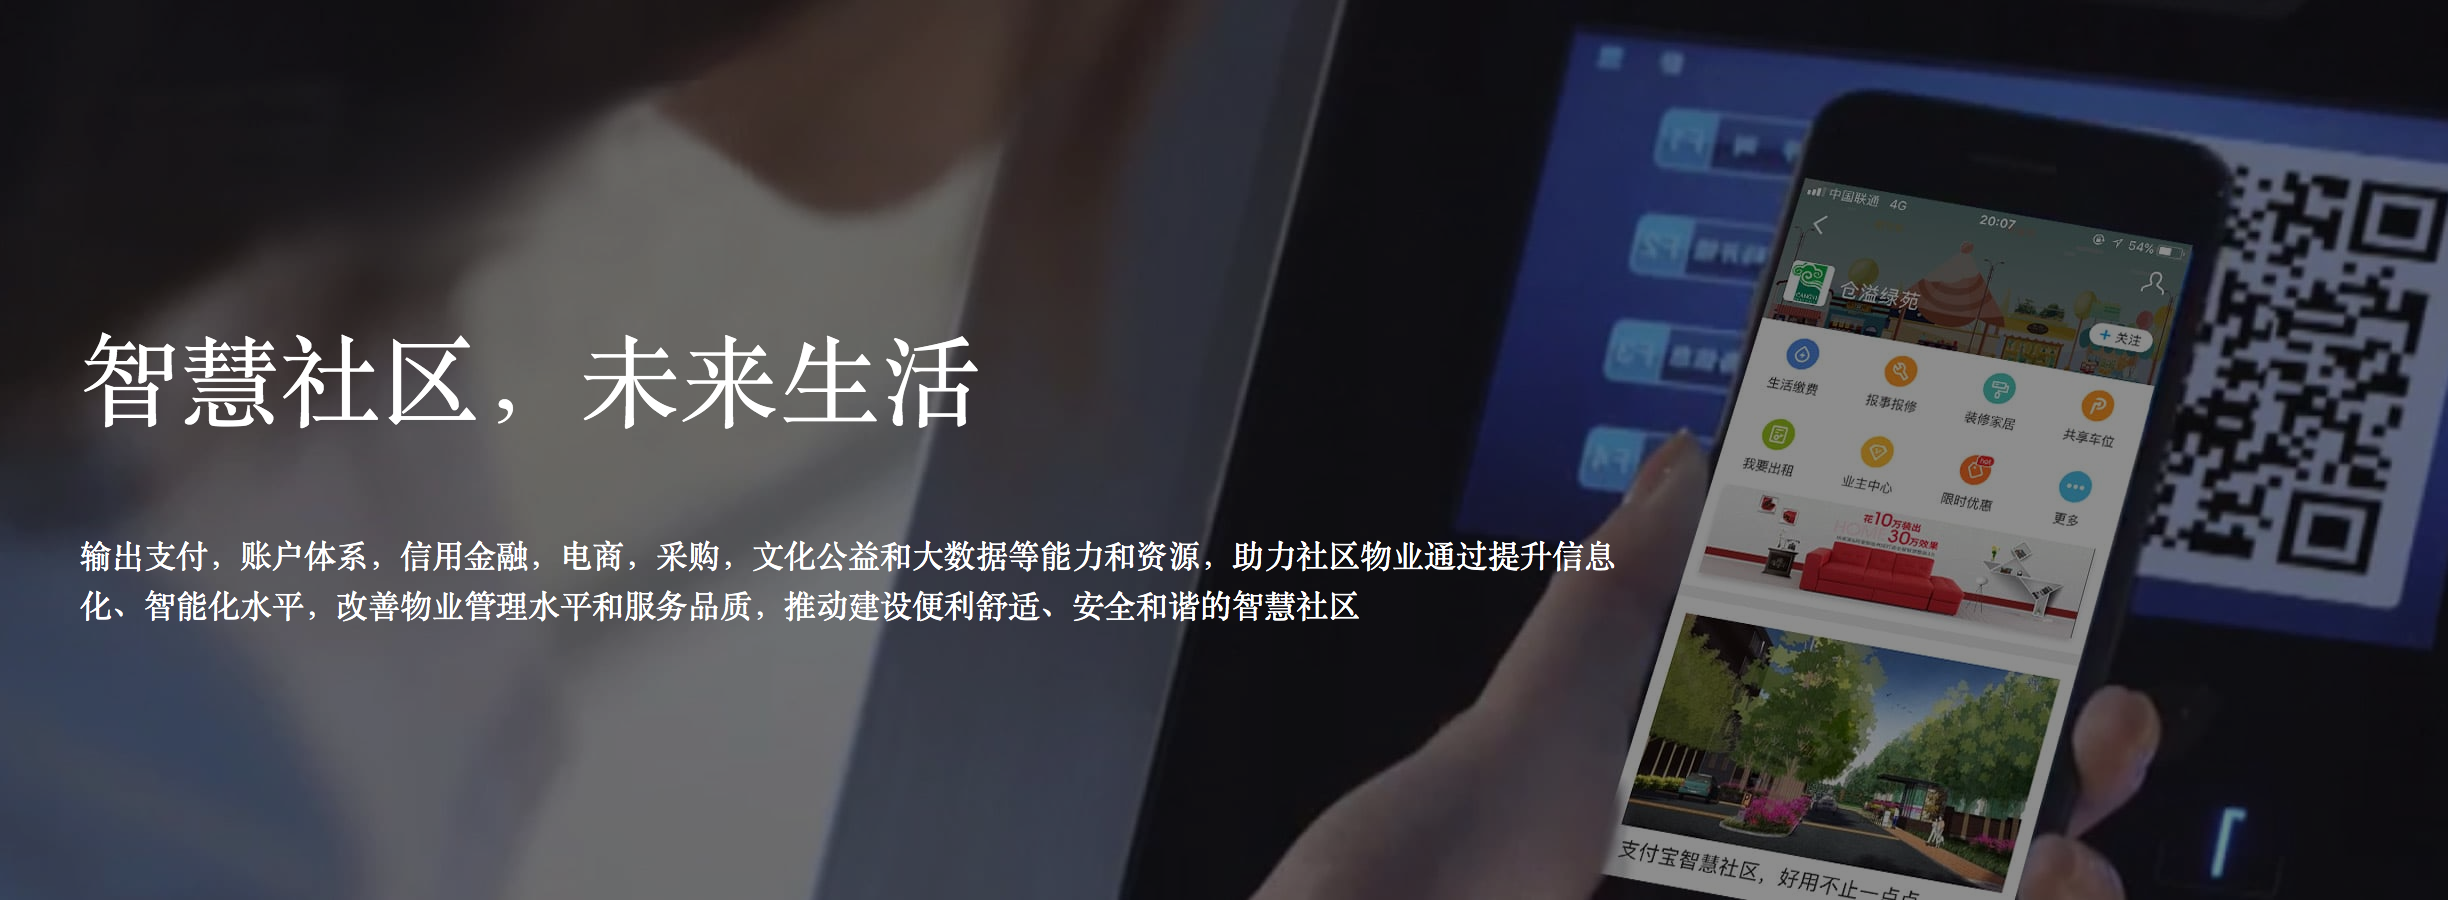 智慧社区，未来生活
输出支付，账户体系，信用金融，电商，采购，文化公益和大数据等能力和资源，助力社区物业通过提升信息
化、智能化水平，改善物业管理水平和服务品质，推动建设便利舒适、安全和谐的智慧社区
中国联通 4G 20:07 54%
仓溢绿苑
+ 关注
生活缴费 报事报修 装修家居 共享车位
我要出租 业主中心 限时优惠 hot 更多
花10万装出
30万效果
支付宝智慧社区，好用不止一点点